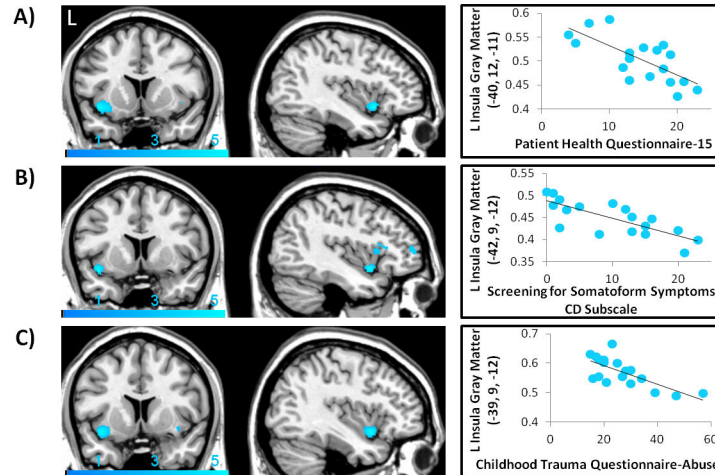 A)
L
1 3 5
L Insula Gray Matter
(-40, 12, -11)
0.6
0.55
0.5
0.45
0.4
0 10 20
Patient Health Questionnaire-15
B)
1 3 5
L Insula Gray Matter
(-42, 9, -12)
0.55
0.5
0.45
0.4
0.35
0 10 20
Screening for Somatoform Symptoms
CD Subscale
C)
1 3 5
L Insula Gray Matter
(-39, 9, -12)
0.7
0.6
0.5
0.4
0 20 40 60
Childhood Trauma Questionnaire-Abuse